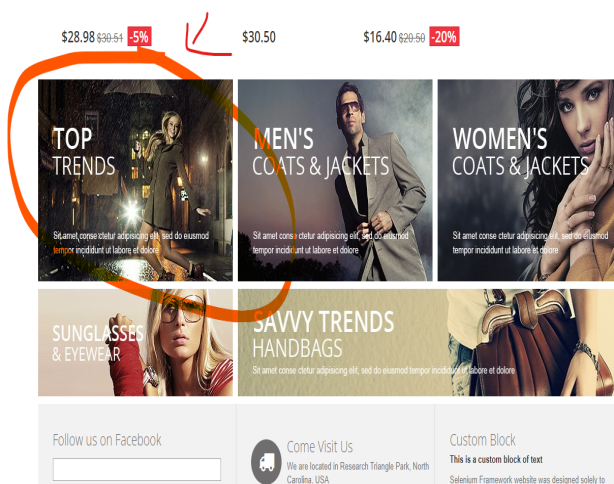 $28.98 $30.51 -5%
$30.50
$16.40 $20.50 -20%
TOP
TRENDS
Sit amet conse ctetur adipisicing elit, sed do eiusmod
tempor incididunt ut labore et dolore
MEN'S
COATS & JACKETS
Sit amet conse ctetur adipisicing elit, sed do eiusmod
tempor incididunt ut labore et dolore
WOMEN'S
COATS & JACKETS
Sit amet conse ctetur adipisicing elit, sed do eiusmod
tempor incididunt ut labore et dolore
SUNGLASSES
& EYEWEAR
SAVVY TRENDS
HANDBAGS
Sit amet conse ctetur adipisicing elit, sed do eiusmod tempor incididunt ut labore et dolore
Follow us on Facebook
Come Visit Us
We are located in Research Triangle Park, North
Carolina, USA
Custom Block
This is a custom block of text
Selenium Framework website was designed solely to